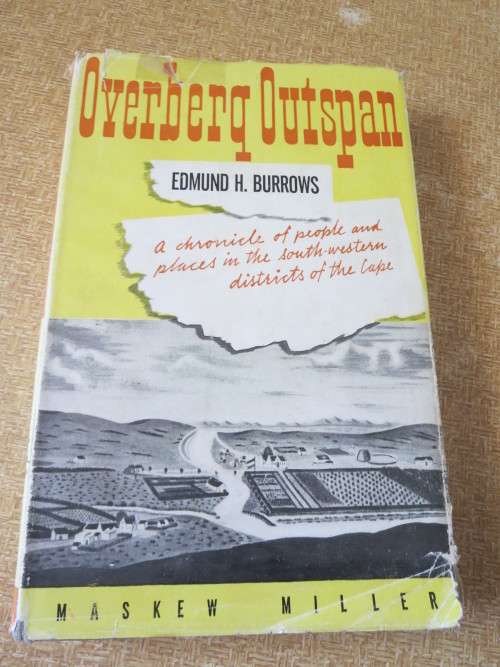 Overberg Outspan
EDMUND H. BURROWS
A chronicle of people and
places in the south-western
districts of the Cape
MASKEW MILLER